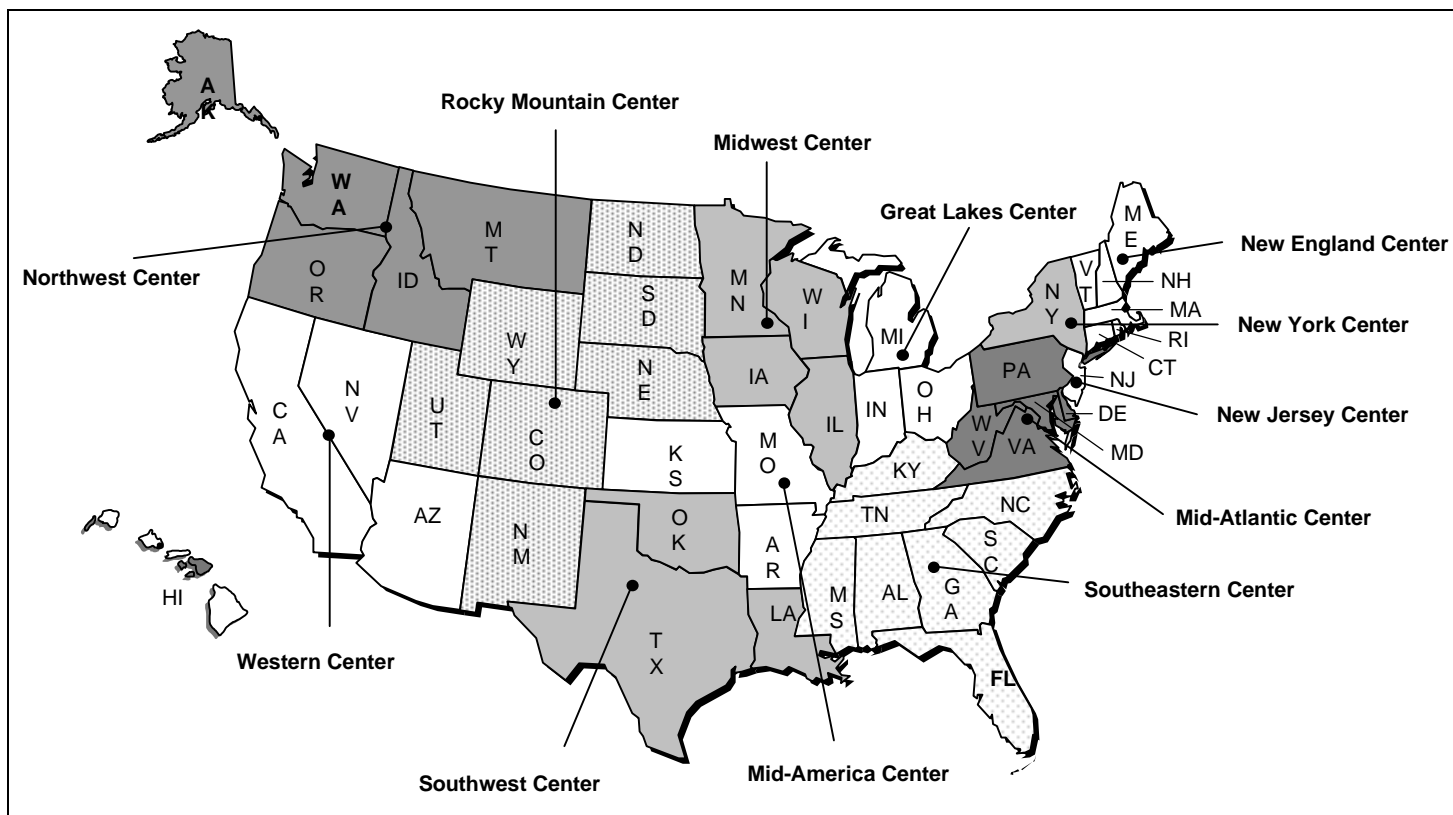 A
K
Rocky Mountain Center
Midwest Center
W
A
Great Lakes Center
M
E
New England Center
N
D
M
T
Northwest Center
O
R
ID
M
N
V
T
NH
S
D
W
I
N
Y
MA
New York Center
W
Y
MI
RI
CT
N
E
IA
PA
NJ
N
V
U
T
O
H
DE
New Jersey Center
C
A
IN
IL
W
V
VA
MD
C
O
M
O
K
S
KY
AZ
TN
NC
Mid-Atlantic Center
N
M
O
K
A
R
S
C
HI
M
S
AL
G
A
Southeastern Center
LA
Western Center
T
X
FL
Southwest Center
Mid-America Center